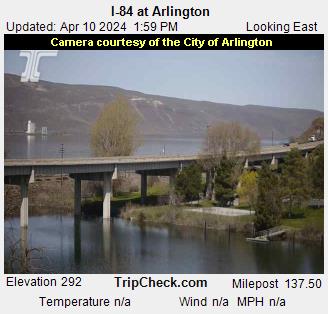 I-84 at Arlington
Updated: Apr 10 2024 1:59 PM Looking East
Camera courtesy of the City of Arlington
Elevation 292 TripCheck.com Milepost 137.50
Temperature n/a Wind n/a MPH n/a